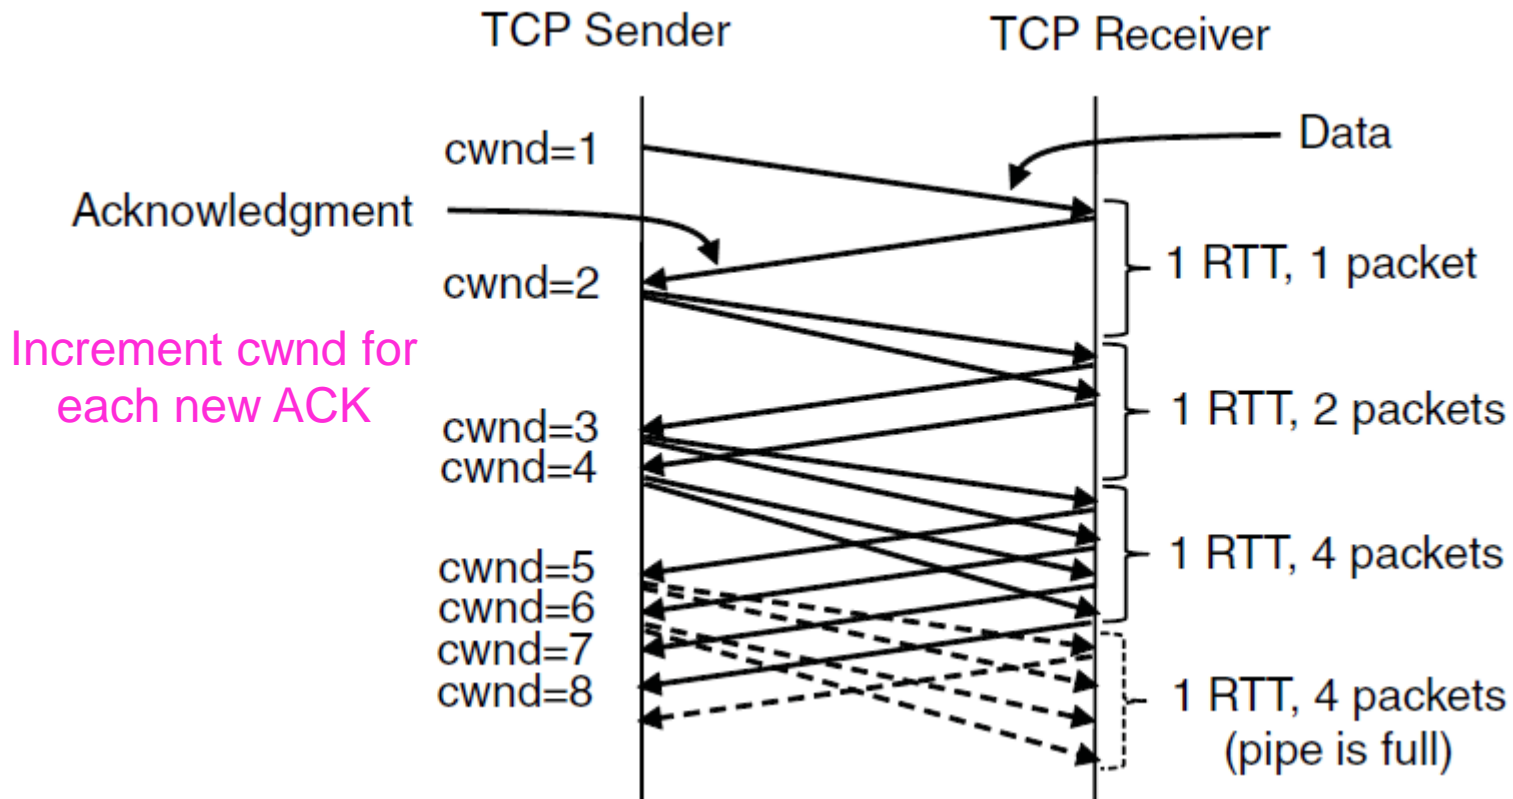 TCP Sender
TCP Receiver
cwnd=1
Data
Acknowledgment
1 RTT, 1 packet
cwnd=2
Increment cwnd for
each new ACK
1 RTT, 2 packets
cwnd=3
cwnd=4
1 RTT, 4 packets
cwnd=5
cwnd=6
cwnd=7
cwnd=8
1 RTT, 4 packets
(pipe is full)